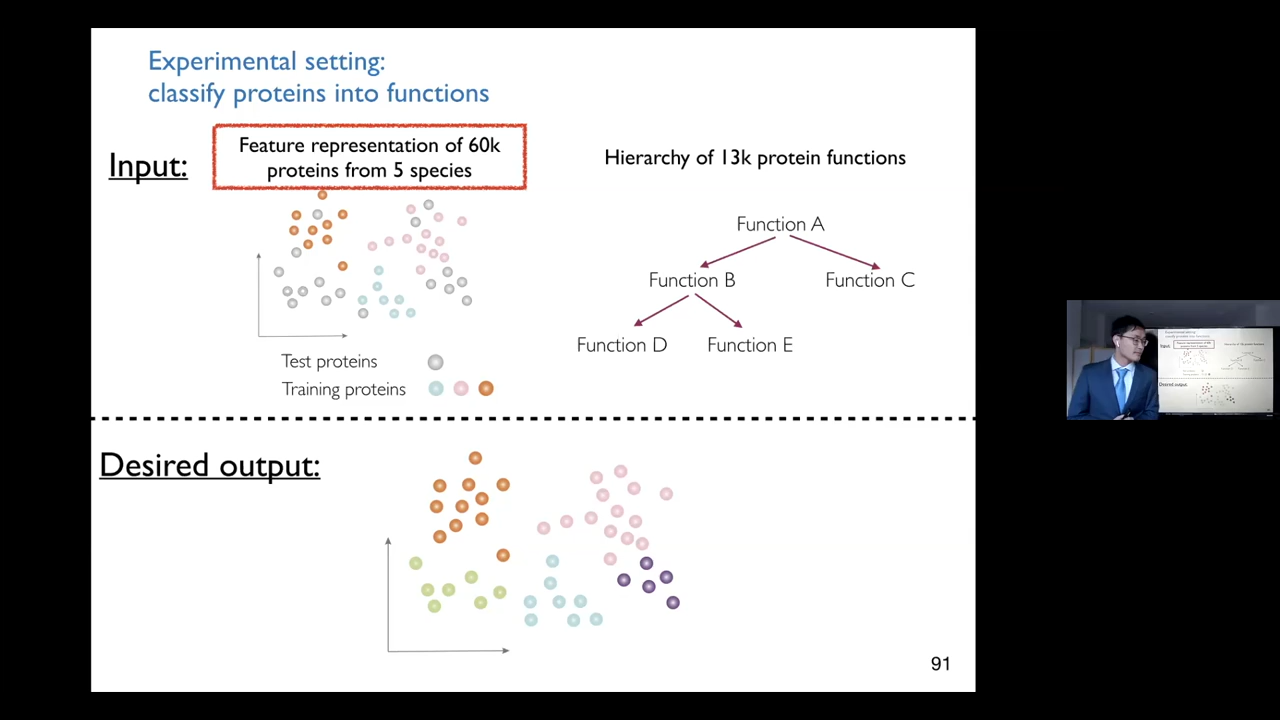 Experimental setting:
classify proteins into functions
Input:
Feature representation of 60k
proteins from 5 species
Hierarchy of 13k protein functions
Function A
Function B
Function C
Function D
Function E
Test proteins
Training proteins
Desired output:
91